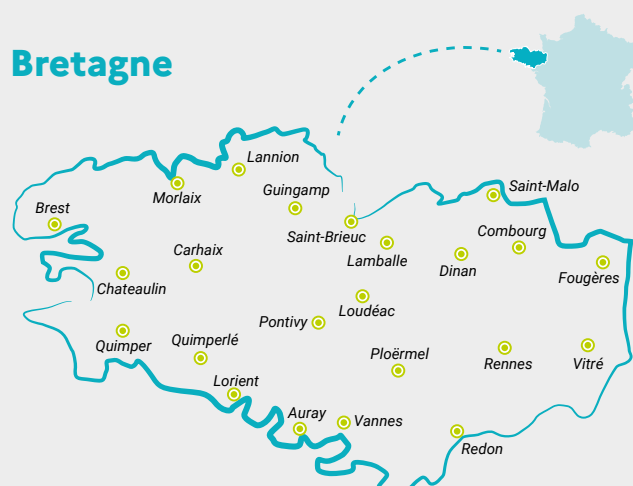 Bretagne
Lannion
Morlaix
Guingamp
Saint-Malo
Brest
Saint-Brieuc
Combourg
Carhaix
Lamballe
Dinan
Fougères
Chateaulin
Loudéac
Pontivy
Quimper
Quimperlé
Ploërmel
Rennes
Vitré
Lorient
Auray
Vannes
Redon